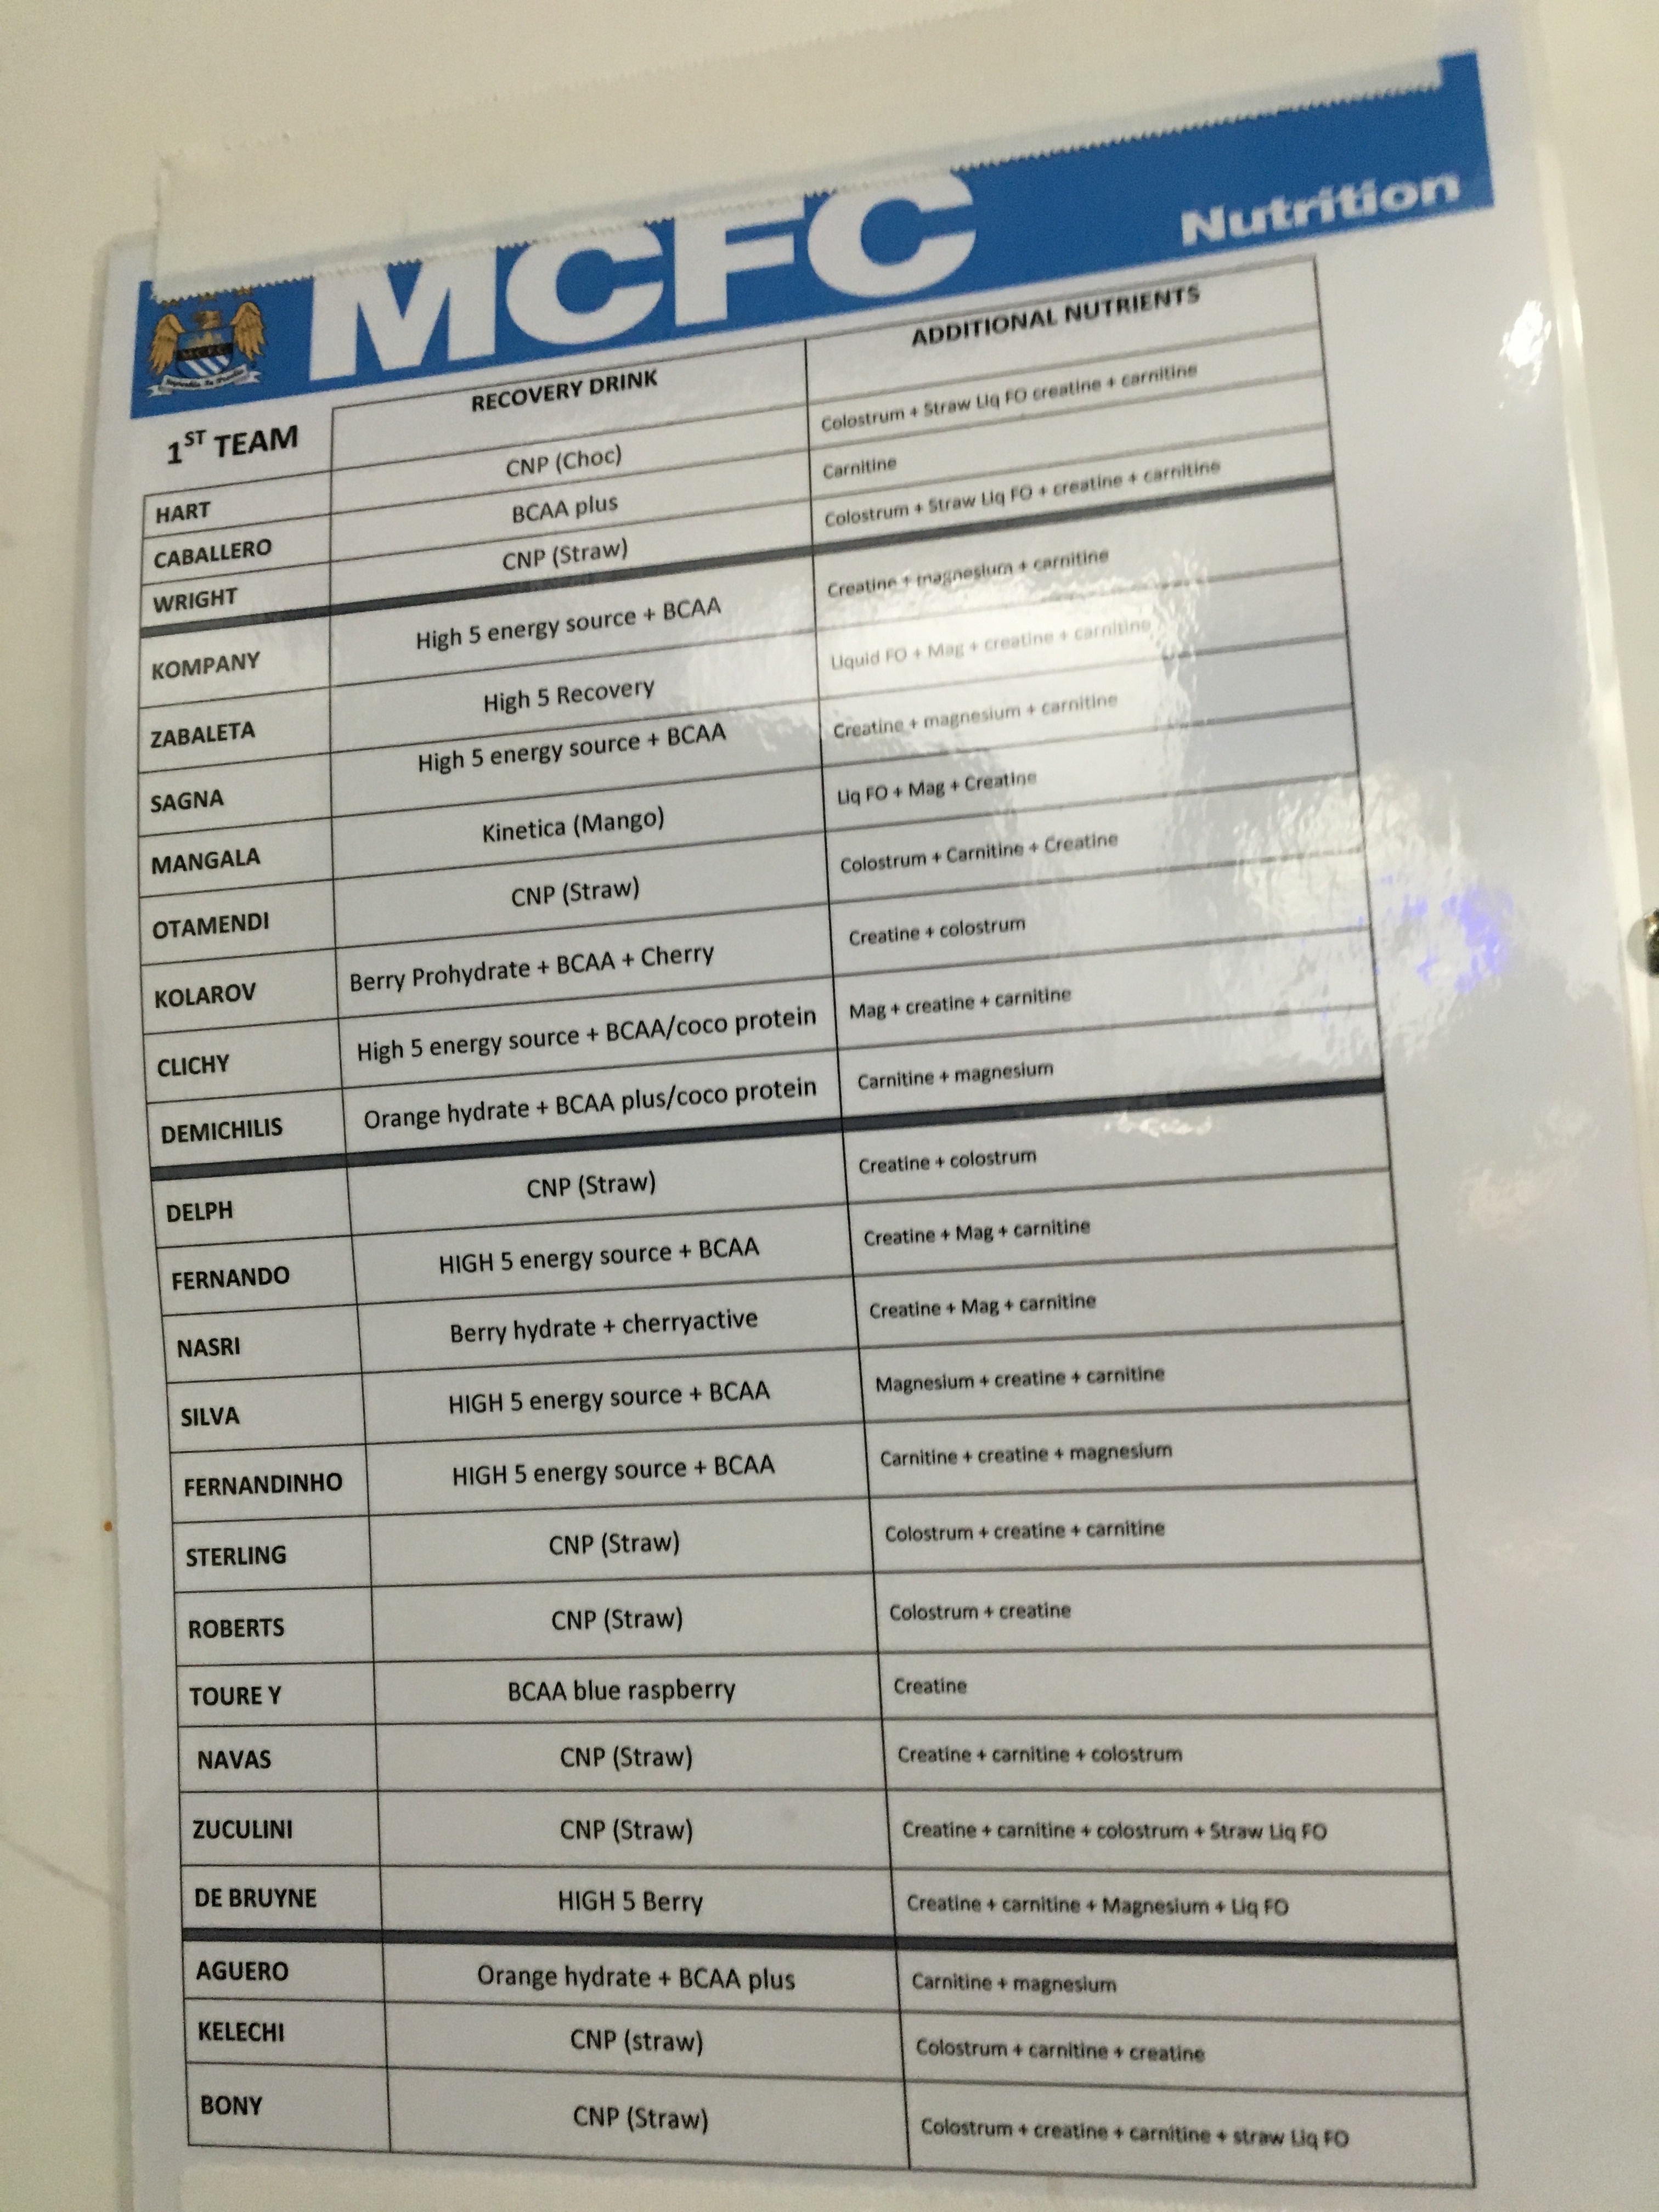 MCFC
Nutrition
MCFC
1ST TEAM RECOVERY DRINK ADDITIONAL NUTRIENTS
HART CNP (Choc) Colostrum + Straw Liq FO creatine + carnitine
CABALLERO BCAA plus Carnitine
WRIGHT CNP (Straw) Colostrum + Straw Liq FO + creatine + carnitine
KOMPANY High 5 energy source + BCAA Creatine + magnesium + carnitine
ZABALETA High 5 Recovery Liquid FO + Mag + creatine + carnitine
SAGNA High 5 energy source + BCAA Creatine + magnesium + carnitine
MANGALA Kinetica (Mango) Liq FO + Mag + Creatine
OTAMENDI CNP (Straw) Colostrum + Carnitine + Creatine
KOLAROV Berry Prohydrate + BCAA + Cherry Creatine + colostrum
CLICHY High 5 energy source + BCAA/coco protein Mag + creatine + carnitine
DEMICHILIS Orange hydrate + BCAA plus/coco protein Carnitine + magnesium
DELPH CNP (Straw) Creatine + colostrum
FERNANDO HIGH 5 energy source + BCAA Creatine + Mag + carnitine
NASRI Berry hydrate + cherryactive Creatine + Mag + carnitine
SILVA HIGH 5 energy source + BCAA Magnesium + creatine + carnitine
FERNANDINHO HIGH 5 energy source + BCAA Carnitine + creatine + magnesium
STERLING CNP (Straw) Colostrum + creatine + carnitine
ROBERTS CNP (Straw) Colostrum + creatine
TOURE Y BCAA blue raspberry Creatine
NAVAS CNP (Straw) Creatine + carnitine + colostrum
ZUCULINI CNP (Straw) Creatine + carnitine + colostrum + Straw Liq FO
DE BRUYNE HIGH 5 Berry Creatine + carnitine + Magnesium + Liq FO
AGUERO Orange hydrate + BCAA plus Carnitine + magnesium
KELECHI CNP (straw) Colostrum + carnitine + creatine
BONY CNP (Straw) Colostrum + creatine + carnitine + straw Liq FO